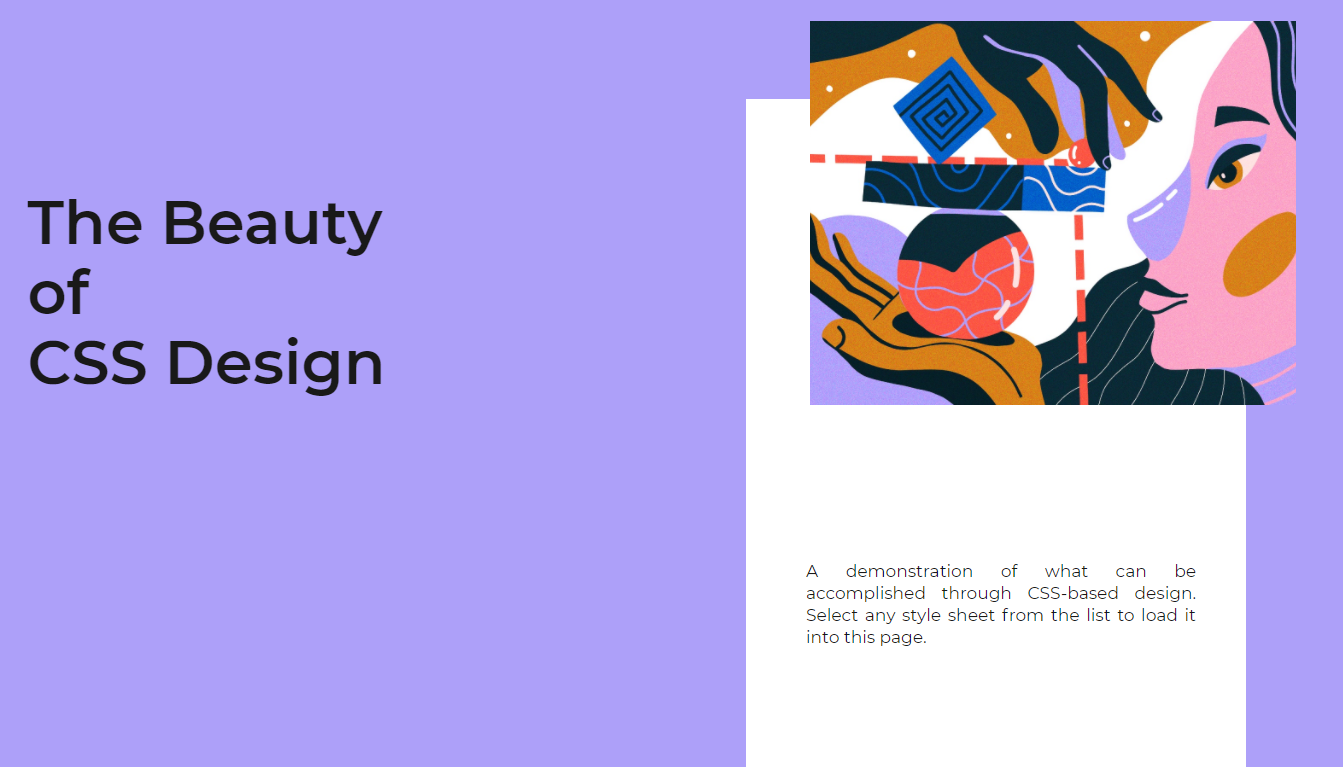 The Beauty
of
CSS Design
A demonstration of what can be
accomplished through CSS-based design.
Select any style sheet from the list to load it
into this page.